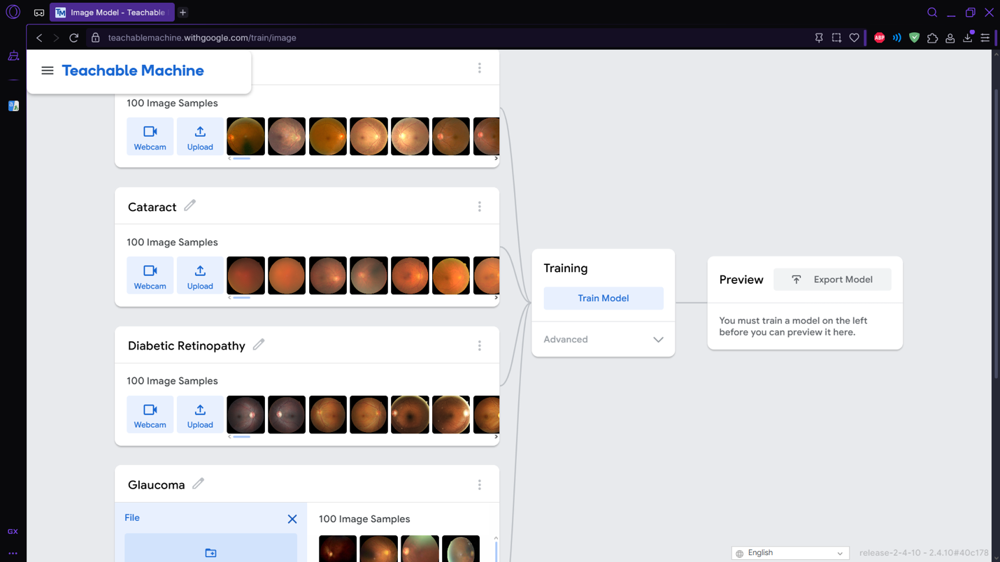 Image Model - Teachable
teachablemachine.withgoogle.com/train/image
ABP
Teachable Machine
100 Image Samples
Webcam
Upload
Cataract
100 Image Samples
Webcam
Upload
Diabetic Retinopathy
100 Image Samples
Webcam
Upload
Glaucoma
File
100 Image Samples
Training
Train Model
Advanced
Preview
Export Model
You must train a model on the left
before you can preview it here.
GX
English
release-2-4-10 - 2.4.10#40c178